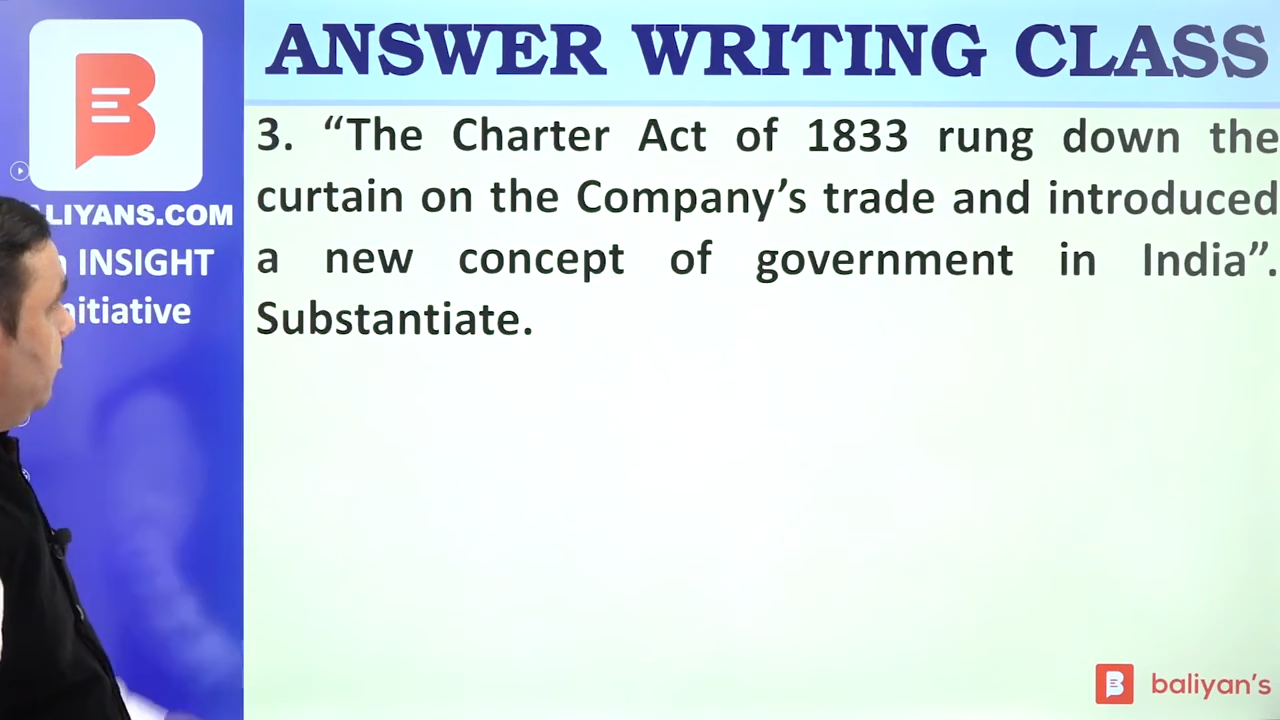 ANSWER WRITING CLASS
3. “The Charter Act of 1833 rung down the
curtain on the Company’s trade and introduced
a new concept of government in India”.
Substantiate.
LIYANS.COM
INSIGHT
nitiative
baliyan’s